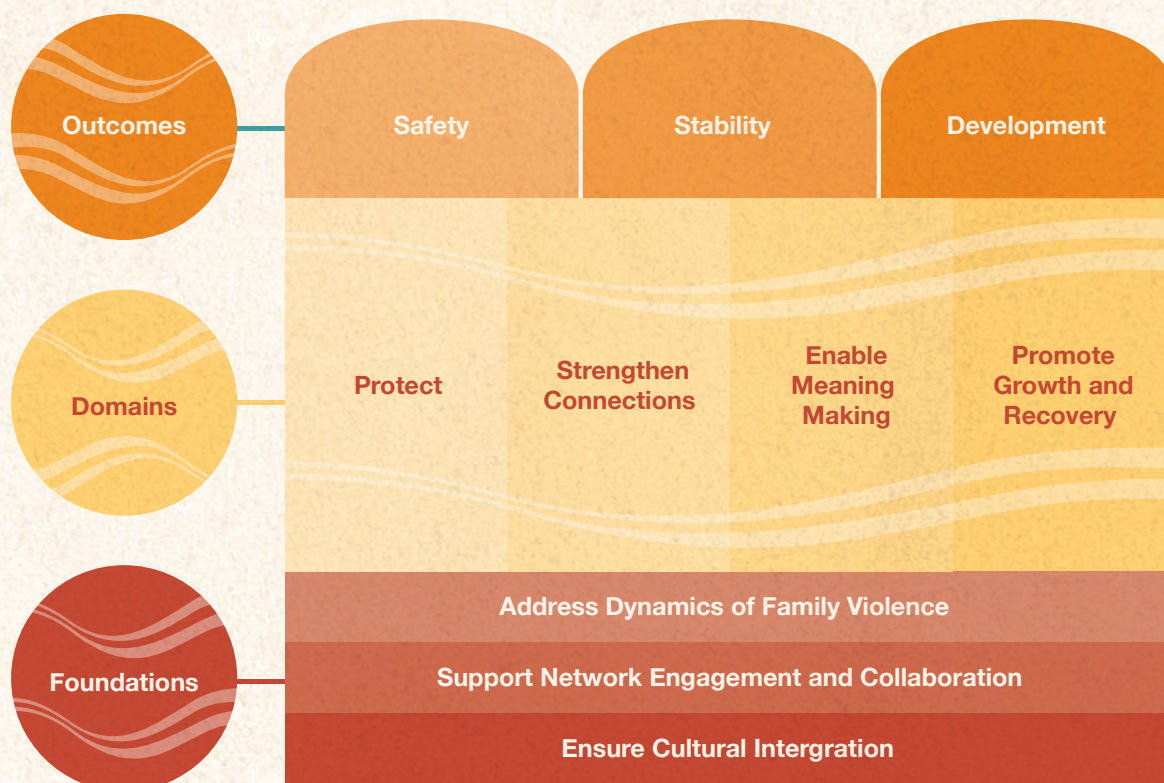 Outcomes
Safety
Stability
Development
Domains
Protect
Strengthen
Connections
Enable
Meaning
Making
Promote
Growth and
Recovery
Foundations
Address Dynamics of Family Violence
Support Network Engagement and Collaboration
Ensure Cultural Intergration